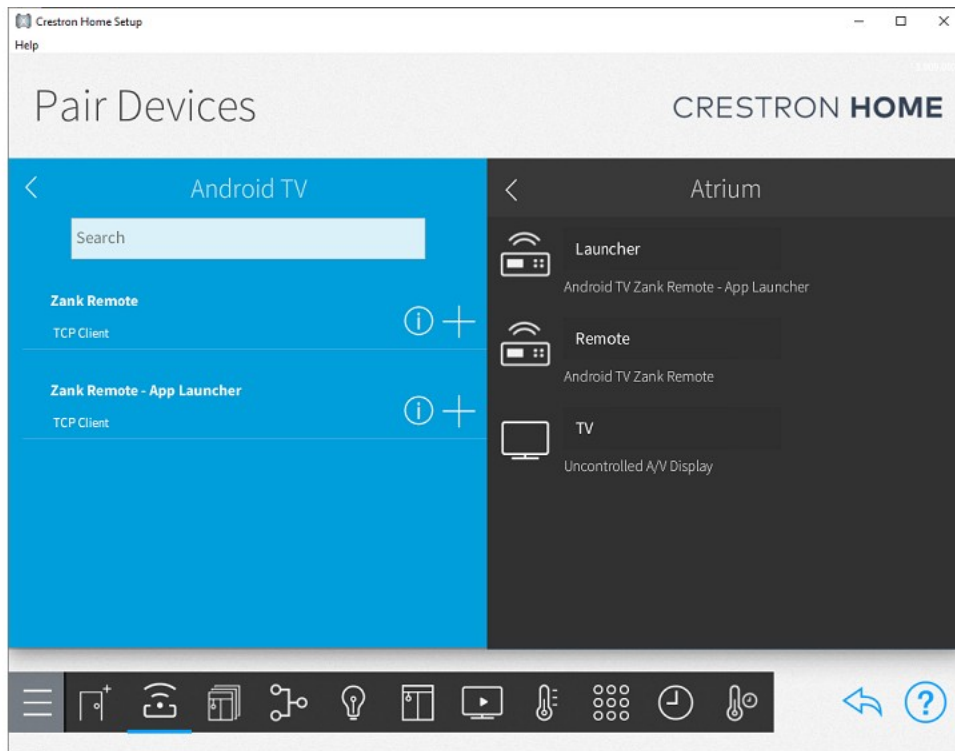 Crestron Home Setup
Help
Pair Devices
CRESTRON HOME
Android TV
Search
Zank Remote
TCP Client
Zank Remote - App Launcher
TCP Client
Atrium
Launcher
Android TV Zank Remote - App Launcher
Remote
Android TV Zank Remote
TV
Uncontrolled A/V Display